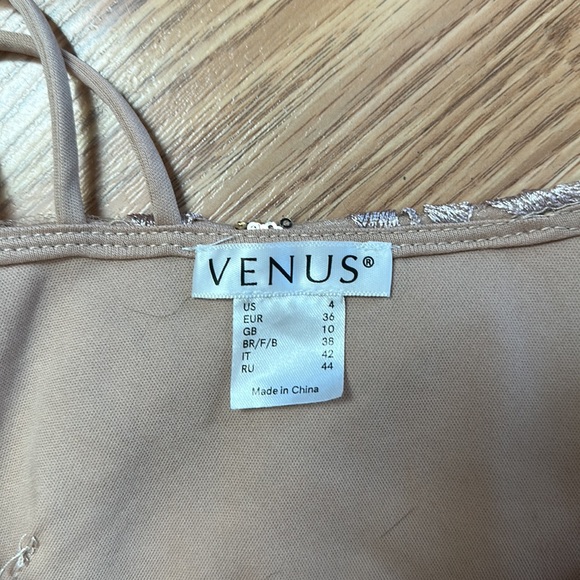 VENUS®
US 4
EUR 36
GB 10
BR/F/B 38
IT 42
RU 44
Made in China